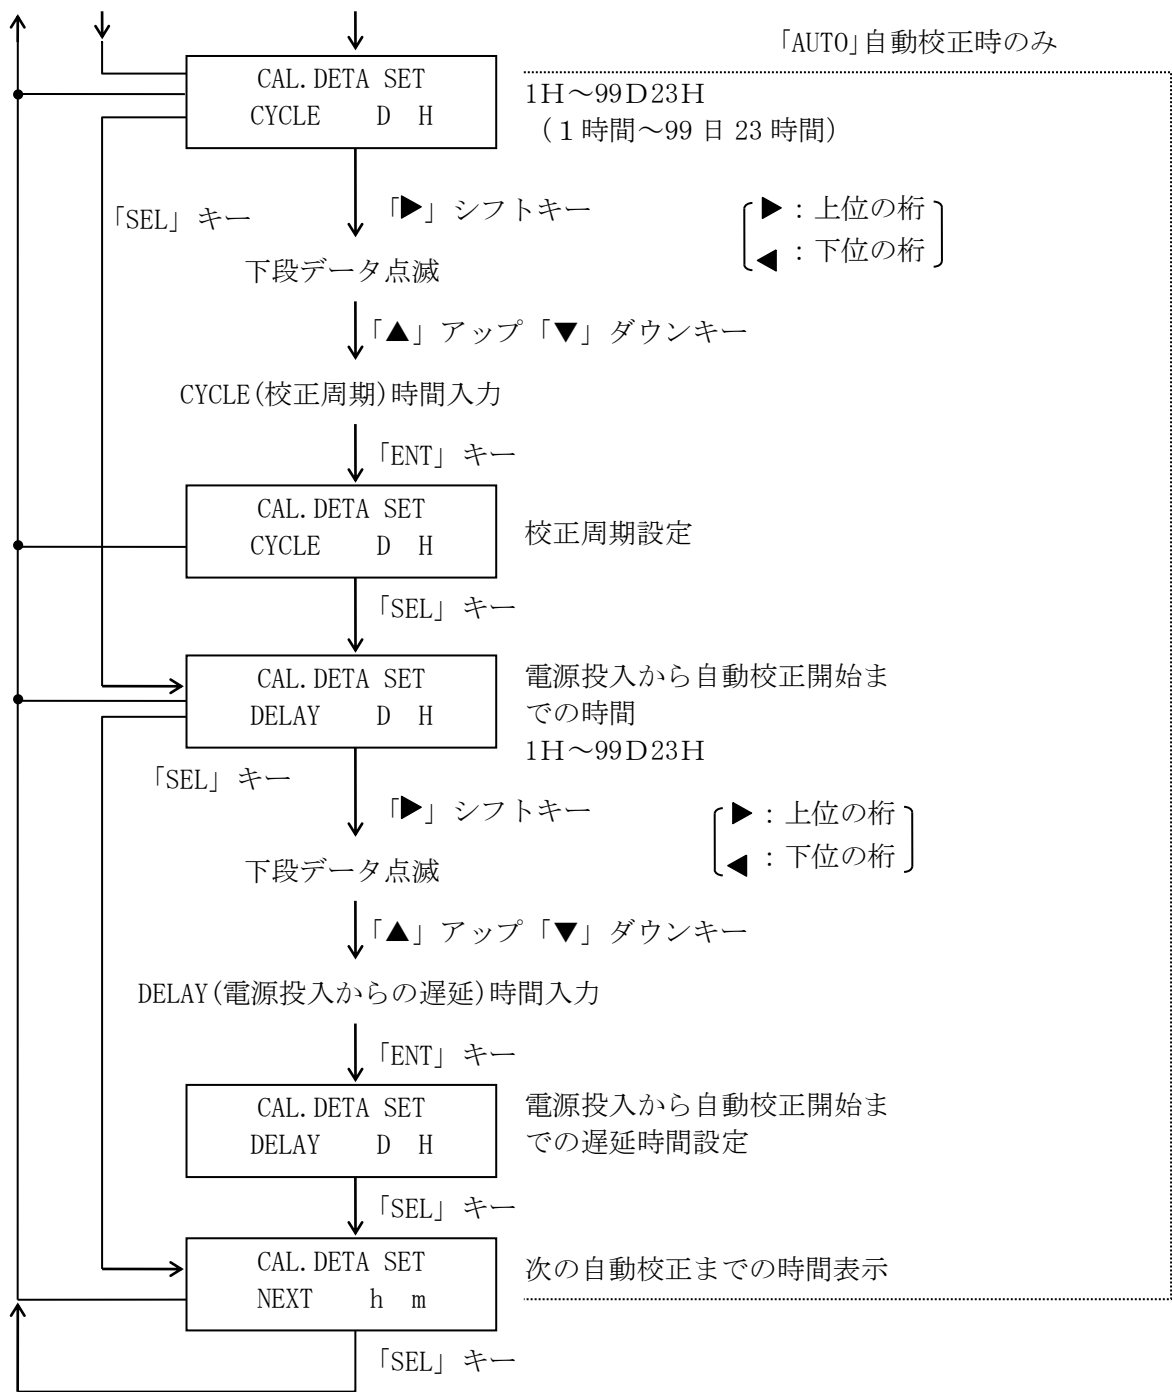 「AUTO」自動校正時のみ
CAL.DETA SET
CYCLE D H
1H～99D23H
（１時間～99日23時間）
「SEL」キー
「▶」シフトキー
▶：上位の桁
◀：下位の桁
下段データ点滅
「▲」アップ「▼」ダウンキー
CYCLE(校正周期)時間入力
「ENT」キー
CAL.DETA SET
CYCLE D H
校正周期設定
「SEL」キー
CAL.DETA SET
DELAY D H
電源投入から自動校正開始ま
での時間
1H～99D23H
「SEL」キー
「▶」シフトキー
▶：上位の桁
◀：下位の桁
下段データ点滅
「▲」アップ「▼」ダウンキー
DELAY(電源投入からの遅延)時間入力
「ENT」キー
CAL.DETA SET
DELAY D H
電源投入から自動校正開始ま
での遅延時間設定
「SEL」キー
CAL.DETA SET
NEXT h m
次の自動校正までの時間表示
「SEL」キー